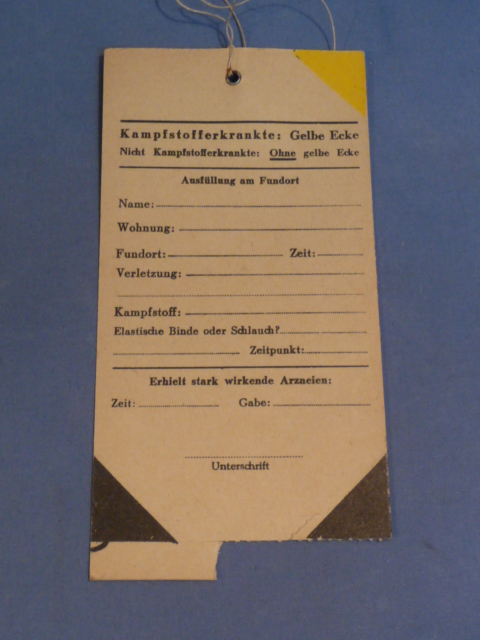 Kampfstofferkrankte: Gelbe Ecke
Nicht Kampfstofferkrankte: Ohne gelbe Ecke
Ausfüllung am Fundort
Name:
Wohnung:
Fundort: Zeit:
Verletzung:
Kampfstoff:
Elastische Binde oder Schlauch?
Zeitpunkt:
Erhielt stark wirkende Arzneien:
Zeit: Gabe:
Unterschrift